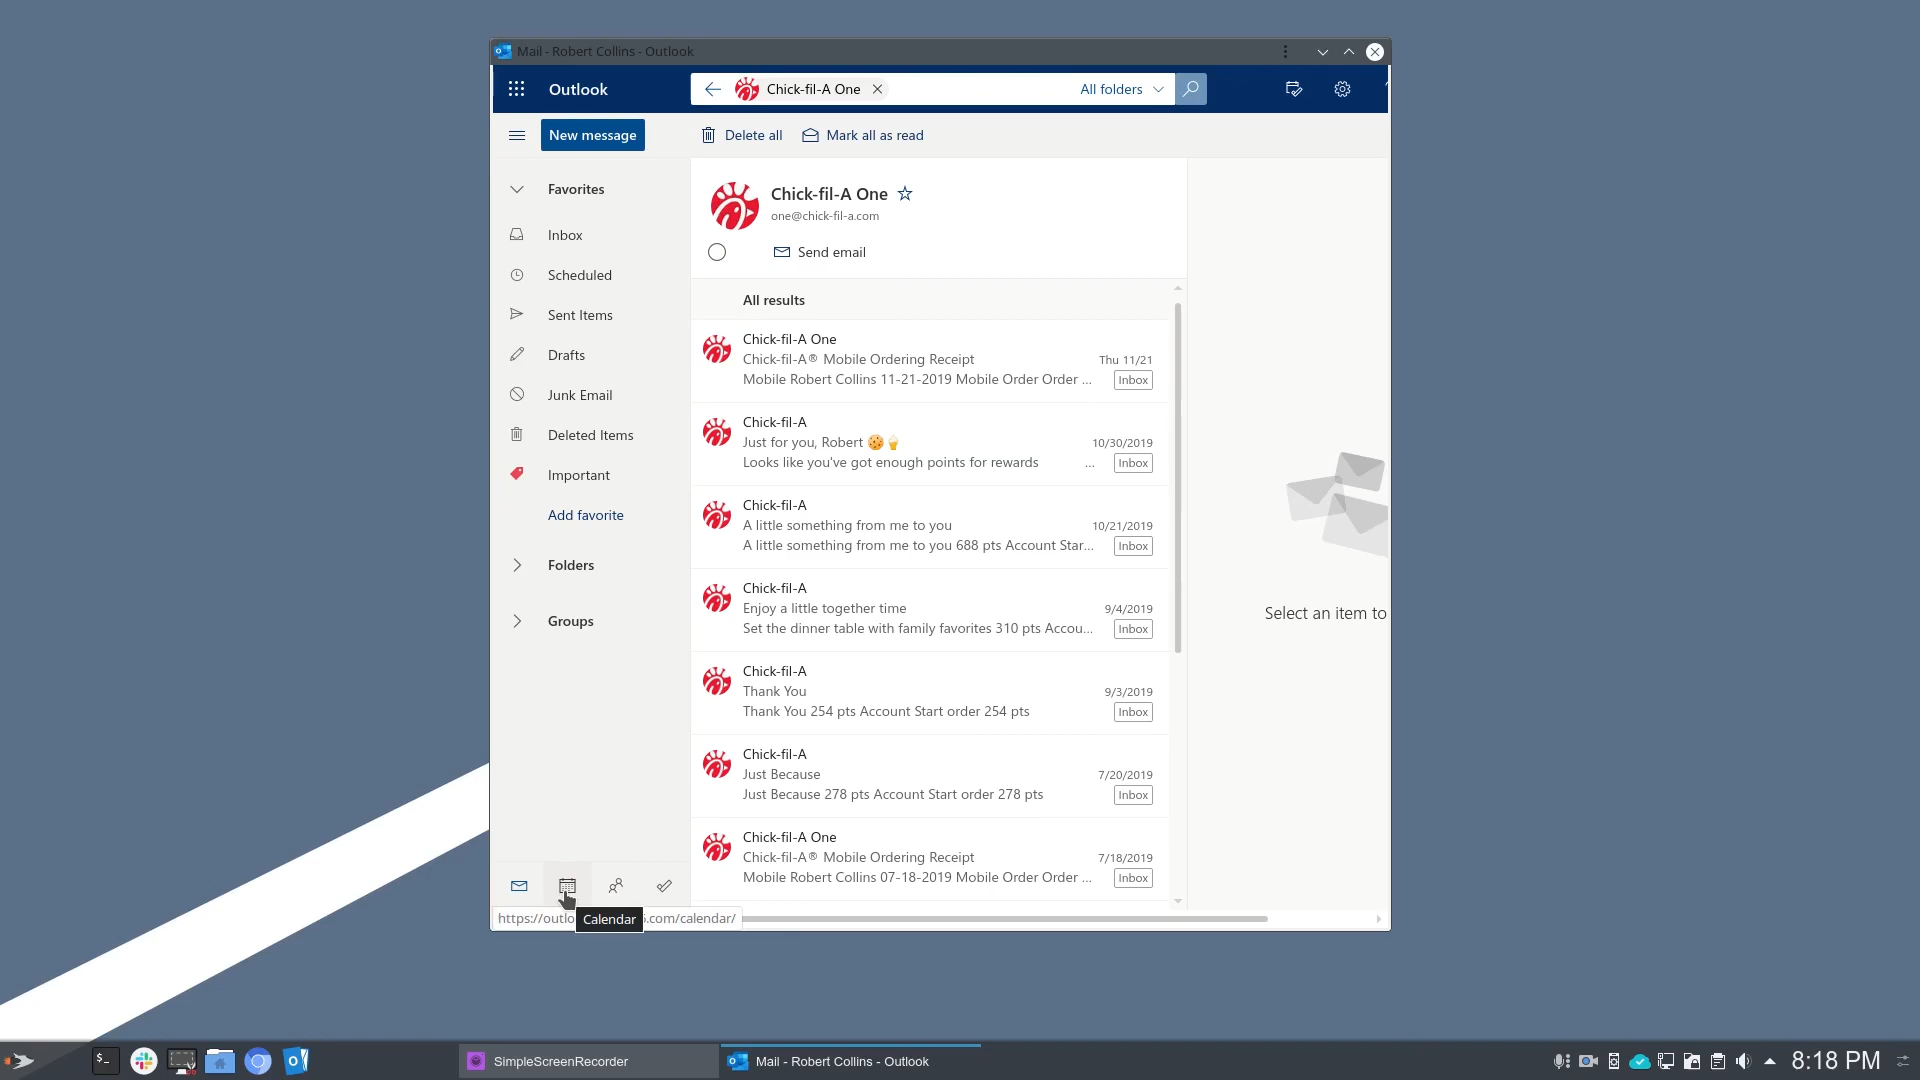 Mail - Robert Collins - Outlook
Outlook
Chick-fil-A One
All folders
New message
Delete all
Mark all as read
Favorites
Inbox
Scheduled
Sent Items
Drafts
Junk Email
Deleted Items
Important
Add favorite
Folders
Groups
Chick-fil-A One
one@chick-fil-a.com
Send email
All results
Chick-fil-A One
Chick-fil-A® Mobile Ordering Receipt Thu 11/21
Mobile Robert Collins 11-21-2019 Mobile Order Order ... Inbox
Chick-fil-A
Just for you, Robert 🍪🍦 10/30/2019
Looks like you've got enough points for rewards ... Inbox
Chick-fil-A
A little something from me to you 10/21/2019
A little something from me to you 688 pts Account Star... Inbox
Chick-fil-A
Enjoy a little together time 9/4/2019
Set the dinner table with family favorites 310 pts Accou... Inbox
Chick-fil-A
Thank You 9/3/2019
Thank You 254 pts Account Start order 254 pts Inbox
Chick-fil-A
Just Because 7/20/2019
Just Because 278 pts Account Start order 278 pts Inbox
Chick-fil-A One
Chick-fil-A® Mobile Ordering Receipt 7/18/2019
Mobile Robert Collins 07-18-2019 Mobile Order Order ... Inbox
Select an item to
https://outlo
Calendar
.com/calendar/
SimpleScreenRecorder
Mail - Robert Collins - Outlook
8:18 PM